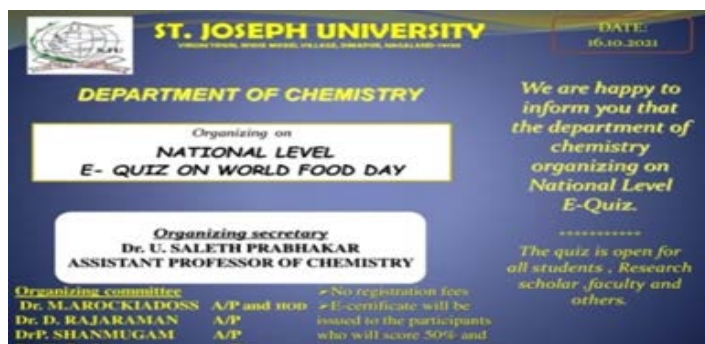 ST. JOSEPH UNIVERSITY
DEPARTMENT OF CHEMISTRY
Organizing on
NATIONAL LEVEL
E- QUIZ ON WORLD FOOD DAY
Organizing secretary
Dr. U. SALETH PRABHAKAR
ASSISTANT PROFESSOR OF CHEMISTRY
Organizing committee
Dr. M.AROCKIADOSS A/P and HOD
Dr. D. RAJARAMAN A/P
DrP. SHANMUGAM A/P
➢No registration fees
➢E-certificate will be
issued to the participants
who will score 50% and
DATE:
16.10.2021
We are happy to
inform you that
the department of
chemistry
organizing on
National Level
E-Quiz.
The quiz is open for
all students , Research
scholar ,faculty and
others.